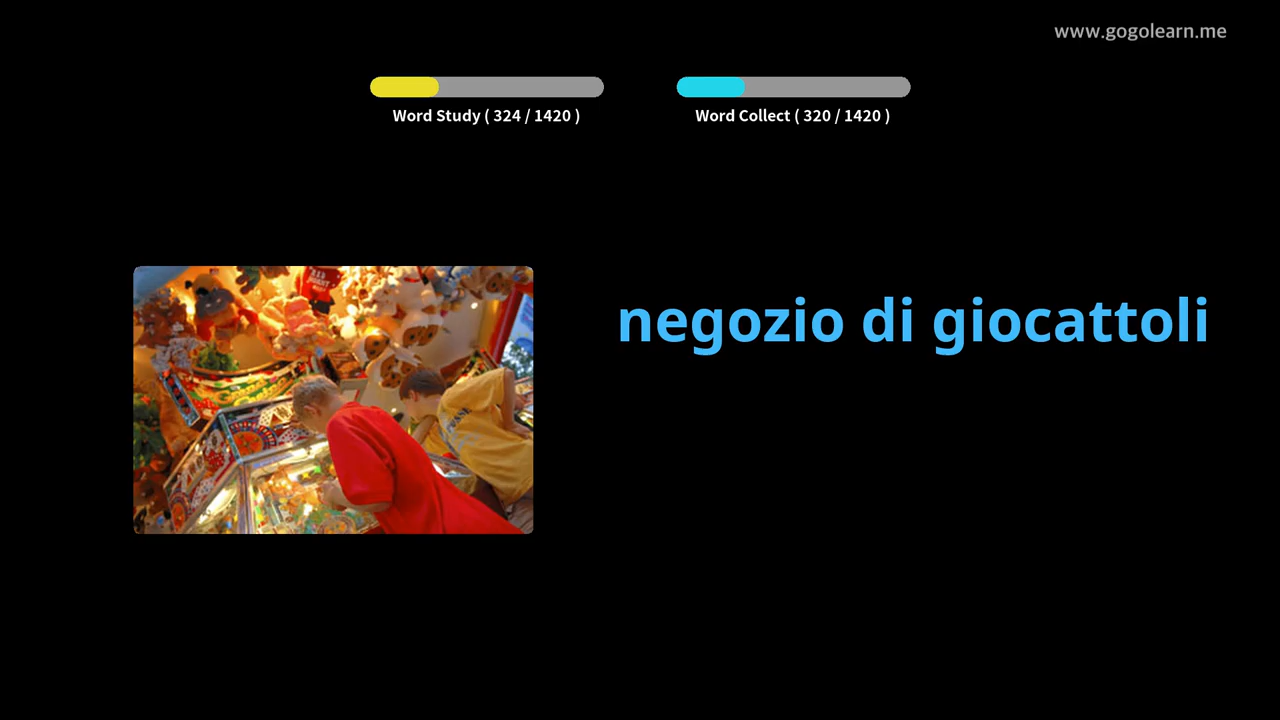 www.gogolearn.me
Word Study ( 324 / 1420 )
Word Collect ( 320 / 1420 )
negozio di giocattoli